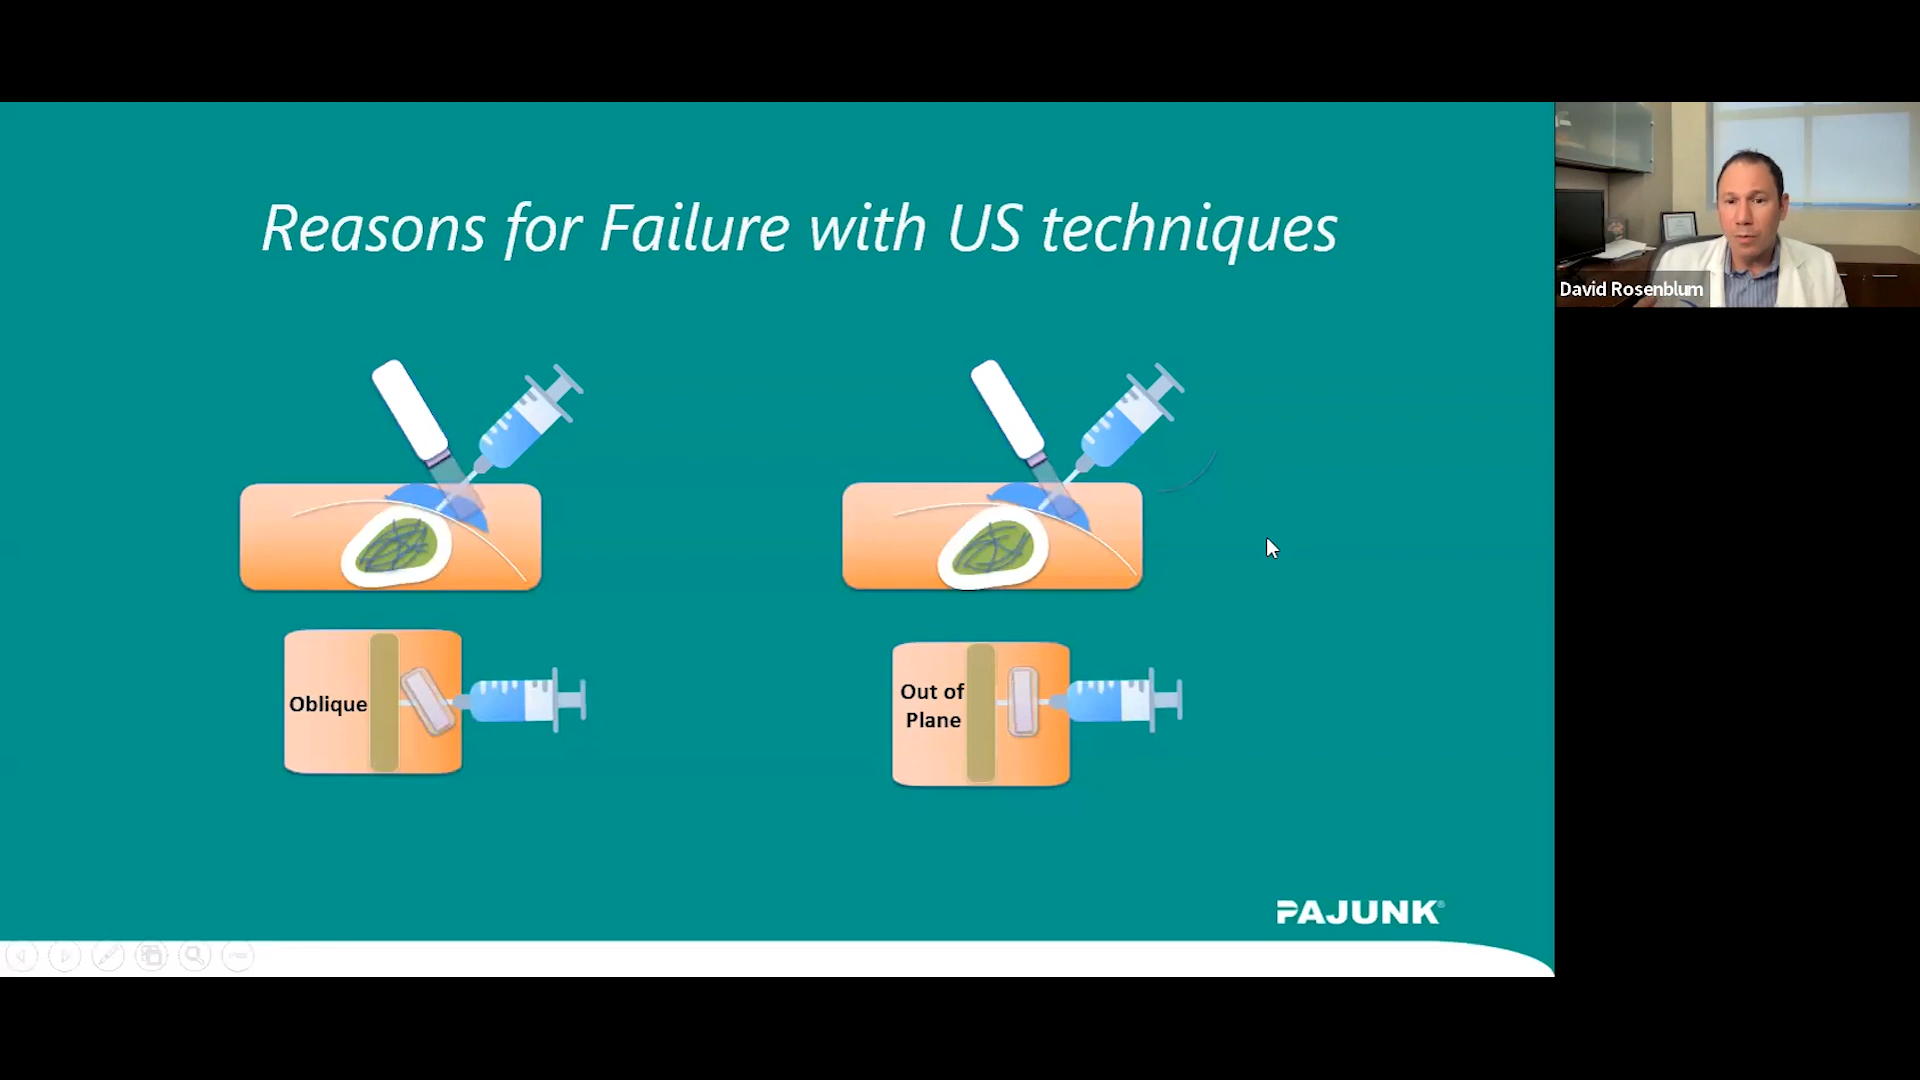 Reasons for Failure with US techniques
David Rosenblum
Oblique
Out of
Plane
PAJUNK®